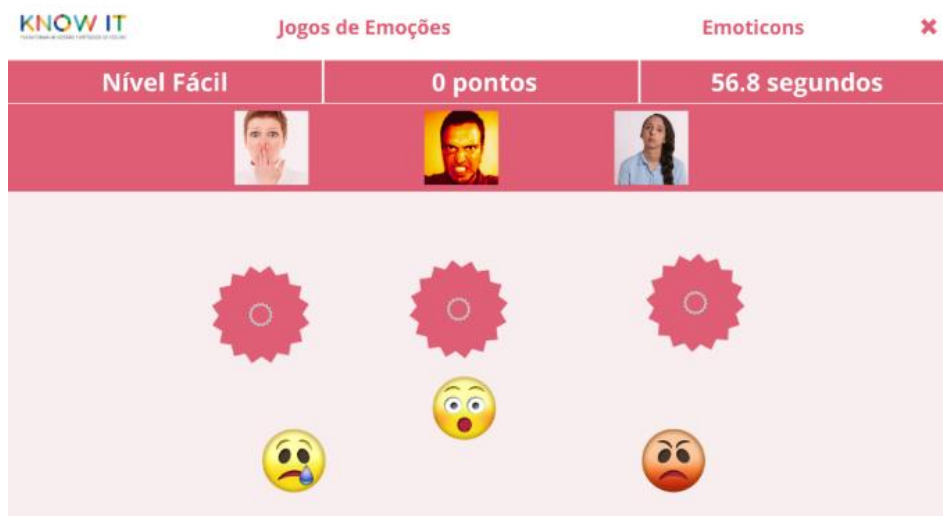 KNOW IT
Jogos de Emoções
Emoticons
Nível Fácil
0 pontos
56.8 segundos